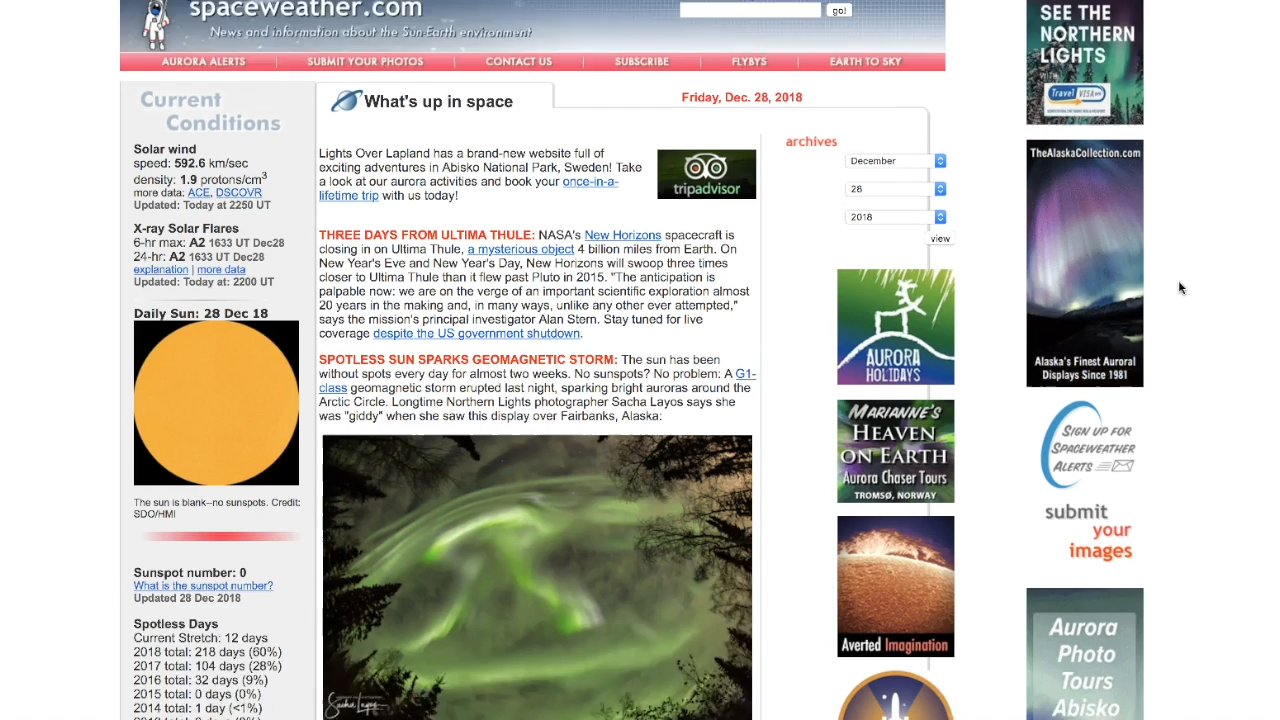 spaceweather.com
News and information about the Sun-Earth environment
go!
AURORA ALERTS
SUBMIT YOUR PHOTOS
CONTACT US
SUBSCRIBE
FLYBYS
EARTH TO SKY
Current
Conditions
Solar wind
speed: 592.6 km/sec
density: 1.9 protons/cm3
more data: ACE, DSCOVR
Updated: Today at 2250 UT
X-ray Solar Flares
6-hr max: A2 1633 UT Dec28
24-hr: A2 1633 UT Dec28
explanation | more data
Updated: Today at: 2200 UT
Daily Sun: 28 Dec 18
The sun is blank--no sunspots. Credit:
SDO/HMI
Sunspot number: 0
What is the sunspot number?
Updated 28 Dec 2018
Spotless Days
Current Stretch: 12 days
2018 total: 218 days (60%)
2017 total: 104 days (28%)
2016 total: 32 days (9%)
2015 total: 0 days (0%)
2014 total: 1 day (<1%)
What's up in space
Friday, Dec. 28, 2018
Lights Over Lapland has a brand-new website full of
exciting adventures in Abisko National Park, Sweden! Take
a look at our aurora activities and book your once-in-a-
lifetime trip with us today!
tripadvisor
THREE DAYS FROM ULTIMA THULE: NASA's New Horizons spacecraft is
closing in on Ultima Thule, a mysterious object 4 billion miles from Earth. On
New Year's Eve and New Year's Day, New Horizons will swoop three times
closer to Ultima Thule than it flew past Pluto in 2015. "The anticipation is
palpable now: we are on the verge of an important scientific exploration almost
20 years in the making and, in many ways, unlike any other ever attempted,"
says the mission's principal investigator Alan Stern. Stay tuned for live
coverage despite the US government shutdown.
SPOTLESS SUN SPARKS GEOMAGNETIC STORM: The sun has been
without spots every day for almost two weeks. No sunspots? No problem: A G1-
class geomagnetic storm erupted last night, sparking bright auroras around the
Arctic Circle. Longtime Northern Lights photographer Sacha Layos says she
was "giddy" when she saw this display over Fairbanks, Alaska:
Sacha Layos
archives
December
28
2018
view
AURORA
HOLIDAYS
MARIANNE'S
HEAVEN
ON EARTH
Aurora Chaser Tours
TROMSØ, NORWAY
Averted Imagination
SEE THE
NORTHERN
LIGHTS
WITH
Travel VISA pro
TheAlaskaCollection.com
Alaska's Finest Auroral
Displays Since 1981
SIGN UP FOR
SPACEWEATHER
ALERTS
submit
your
images
Aurora
Photo
Tours
Abisko